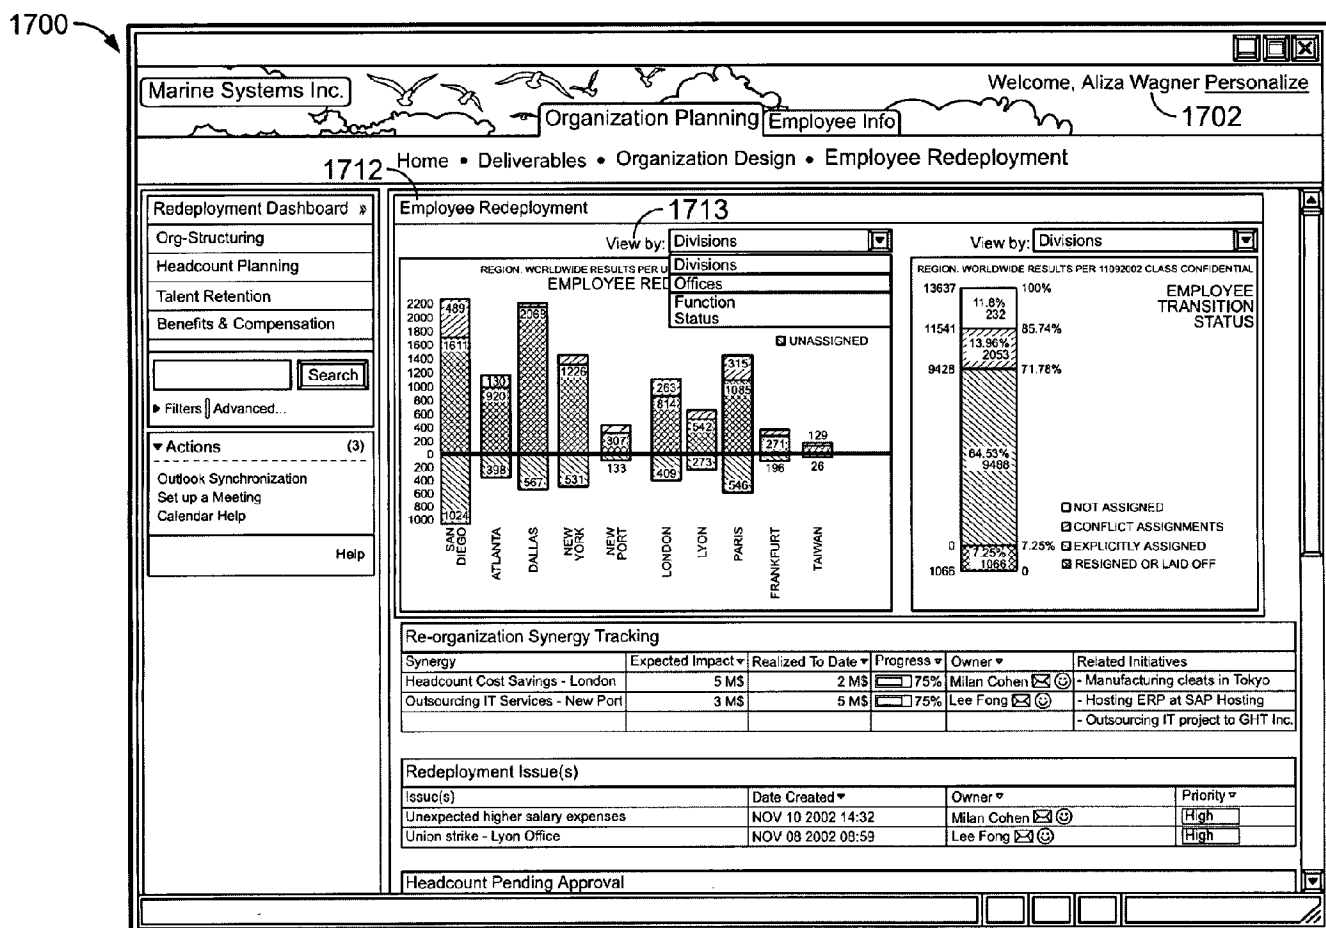 1700
Marine Systems Inc.
Welcome, Aliza Wagner Personalize
1702
Organization Planning Employee Info
Home • Deliverables • Organization Design • Employee Redeployment
1712
Redeployment Dashboard »
Org-Structuring
Headcount Planning
Talent Retention
Benefits & Compensation
Search
Filters Advanced...
Actions (3)
Outlook Synchronization
Set up a Meeting
Calendar Help
Help
Employee Redeployment
1713
View by: Divisions
Divisions
Offices
Function
Status
REGION. WORLDWIDE RESULTS PER U
EMPLOYEE RED
UNASSIGNED
2200
2000
1800
1600
1400
1200
1000
800
600
400
200
0
200
400
600
800
1000
489
1611
1024
130
920
398
2068
567
1226
531
307
133
263
814
409
542
273
315
1085
546
271
196
129
26
SAN DIEGO
ATLANTA
DALLAS
NEW YORK
NEW PORT
LONDON
LYON
PARIS
FRANKFURT
TAIWAN
View by: Divisions
REGION. WORLDWIDE RESULTS PER 11092002 CLASS CONFIDENTIAL
EMPLOYEE
TRANSITION
STATUS
13637 100%
11.8%
232
11541 85.74%
13.96%
2053
9428 71.78%
64.53%
9488
0 7.25%
7.25%
1066
1066 0
NOT ASSIGNED
CONFLICT ASSIGNMENTS
EXPLICITLY ASSIGNED
RESIGNED OR LAID OFF
Re-organization Synergy Tracking
Synergy Expected Impact Realized To Date Progress Owner Related Initiatives
Headcount Cost Savings - London 5 M$ 2 M$ 75% Milan Cohen - Manufacturing cleats in Tokyo
Outsourcing IT Services - New Port 3 M$ 5 M$ 75% Lee Fong - Hosting ERP at SAP Hosting
- Outsourcing IT project to GHT Inc.
Redeployment Issue(s)
Issue(s) Date Created Owner Priority
Unexpected higher salary expenses NOV 10 2002 14:32 Milan Cohen High
Union strike - Lyon Office NOV 08 2002 08:59 Lee Fong High
Headcount Pending Approval